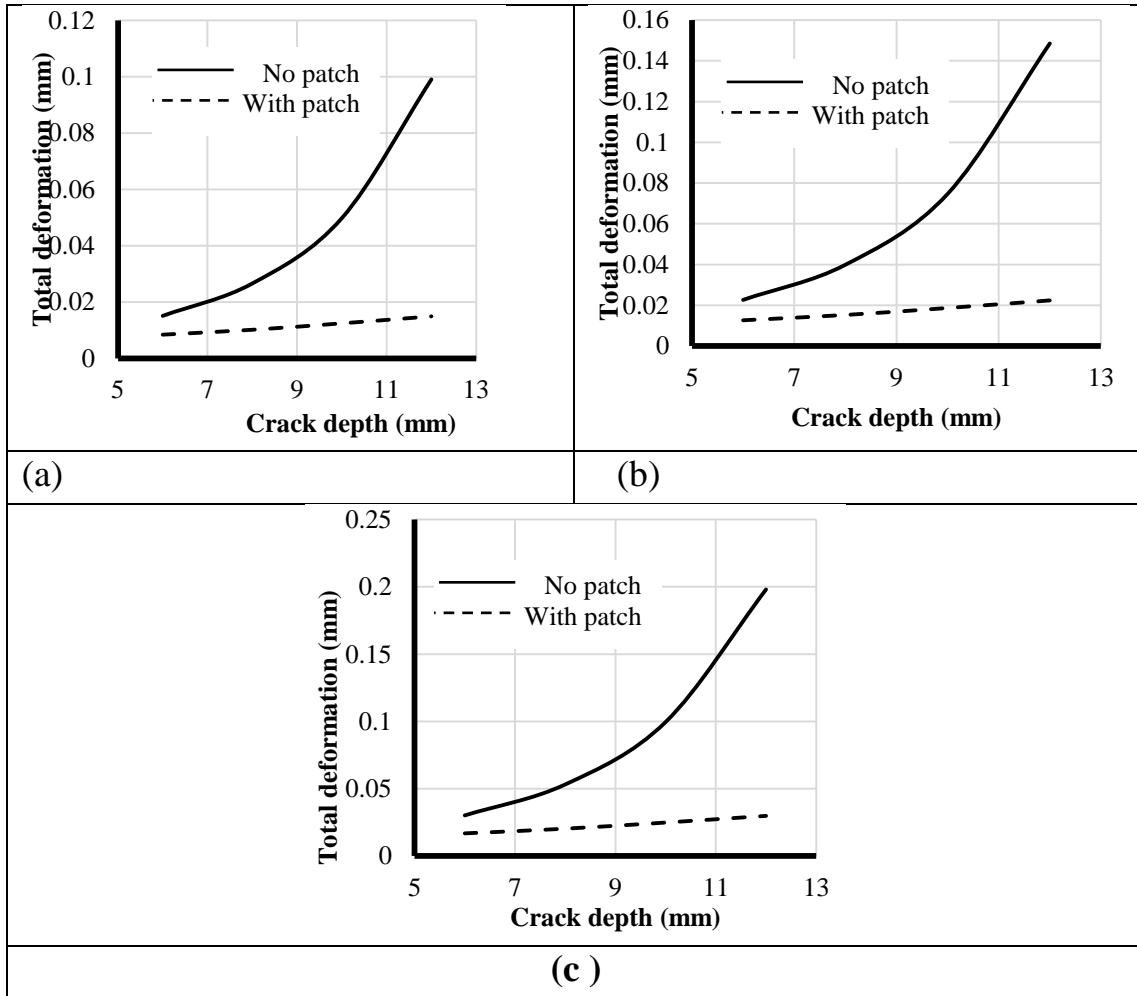 0.12
0.1
0.08
0.06
0.04
0.02
0
Total deformation (mm)
No patch
With patch
5 7 9 11 13
Crack depth (mm)
(a)
0.16
0.14
0.12
0.1
0.08
0.06
0.04
0.02
0
Total deformation (mm)
No patch
With patch
5 7 9 11 13
Crack depth (mm)
(b)
0.25
0.2
0.15
0.1
0.05
0
Total deformation (mm)
No patch
With patch
5 7 9 11 13
Crack depth (mm)
(c )